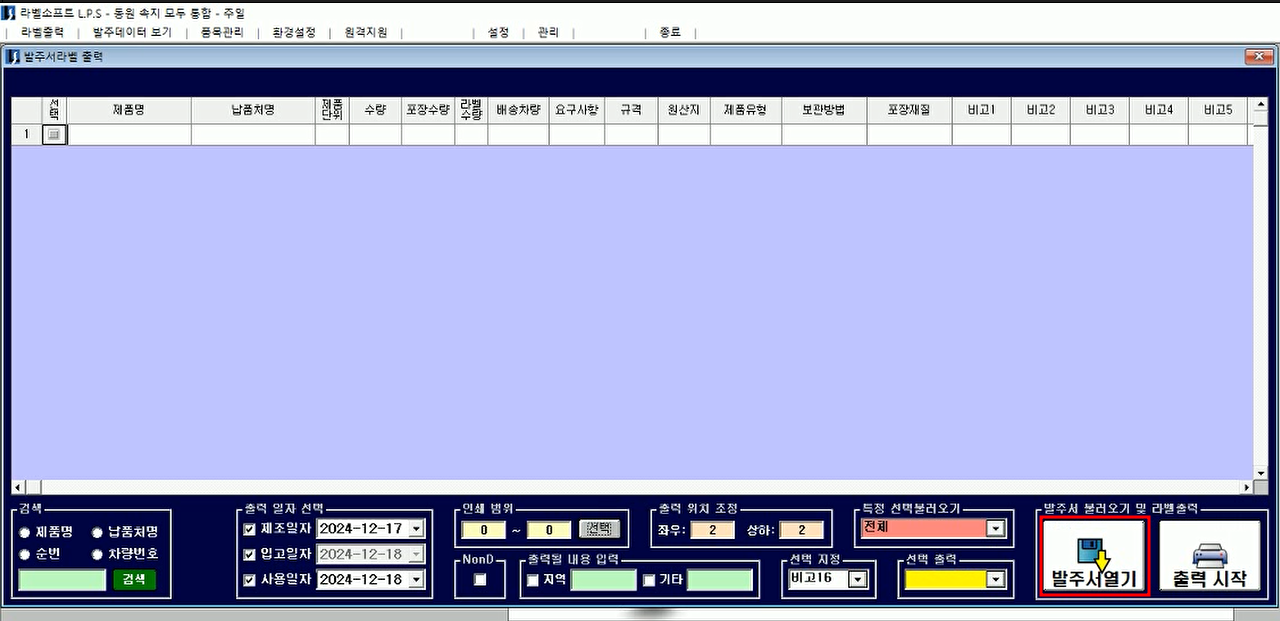 라벨소프트 L.P.S - 동원 속지 모두 통합 - 주일
라벨출력 | 발주데이터 보기 | 품목관리 | 환경설정 | 원격지원 | | 설정 | 관리 | | 종료 |
발주서라벨 출력
선택 제품명 납품처명 제품단위 수량 포장수량 라벨수량 배송차량 요구사항 규격 원산지 제품유형 보관방법 포장재질 비고1 비고2 비고3 비고4 비고5
1
검색
제품명 납품처명
순번 차량번호
검색
출력 일자 선택
제조일자 2024-12-17
입고일자 2024-12-18
사용일자 2024-12-18
인쇄 범위
0 ~ 0 선택
NonD
출력 위치 조정
좌우: 2 상하: 2
출력될 내용 입력
지역 기타
특정 선택불러오기
전체
선택 지정
비고16
선택 출력
발주서 불러오기 및 라벨출력
발주서열기 출력 시작